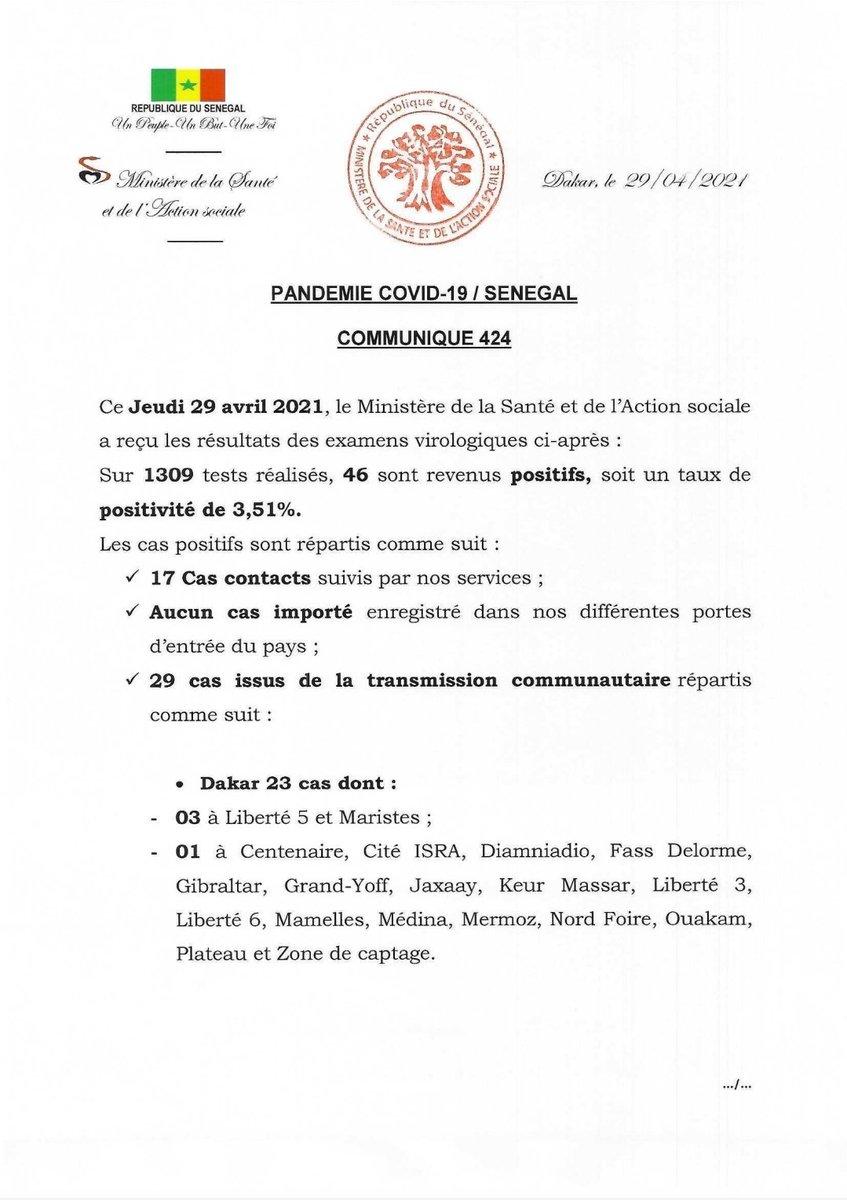 REPUBLIQUE DU SENEGAL
Un Peuple-Un But-Une Foi
Ministère de la Santé
et de l'Action sociale
★ République du Sénégal ★
MINISTÈRE DE LA SANTE ET DE L'ACTION SOCIALE
Dakar, le 29/04/2021
PANDEMIE COVID-19 / SENEGAL
COMMUNIQUE 424
Ce Jeudi 29 avril 2021, le Ministère de la Santé et de l'Action sociale
a reçu les résultats des examens virologiques ci-après :
Sur 1309 tests réalisés, 46 sont revenus positifs, soit un taux de
positivité de 3,51%.
Les cas positifs sont répartis comme suit :
✓ 17 Cas contacts suivis par nos services ;
✓ Aucun cas importé enregistré dans nos différentes portes
d'entrée du pays ;
✓ 29 cas issus de la transmission communautaire répartis
comme suit :
• Dakar 23 cas dont :
- 03 à Liberté 5 et Maristes ;
- 01 à Centenaire, Cité ISRA, Diamniadio, Fass Delorme,
Gibraltar, Grand-Yoff, Jaxaay, Keur Massar, Liberté 3,
Liberté 6, Mamelles, Médina, Mermoz, Nord Foire, Ouakam,
Plateau et Zone de captage.
.../...